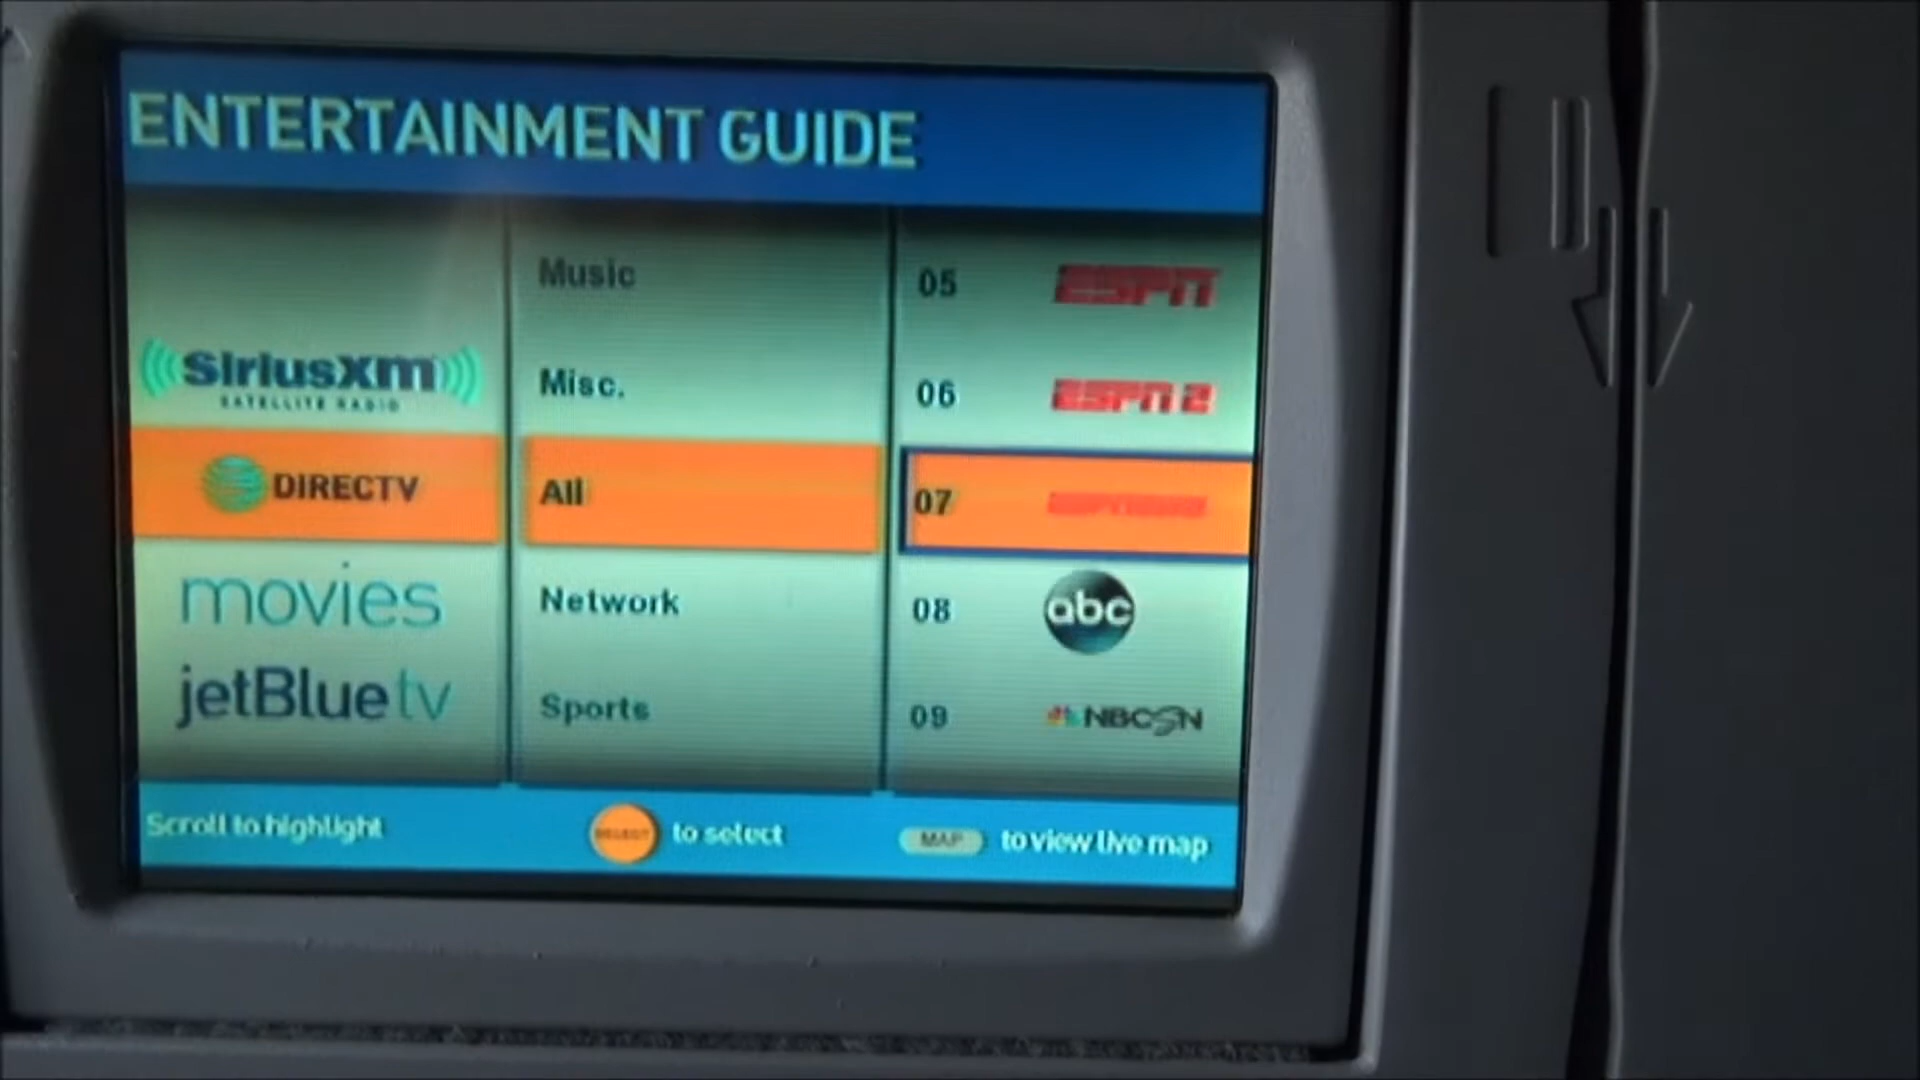 ENTERTAINMENT GUIDE
SiriusXM
SATELLITE RADIO
DIRECTV
movies
jetBlue tv
Music
Misc.
All
Network
Sports
05 ESPN
06 ESPN 2
07 ESPNEWS
08 abc
09 NBCSN
Scroll to highlight
SELECT to select
MAP to view live map